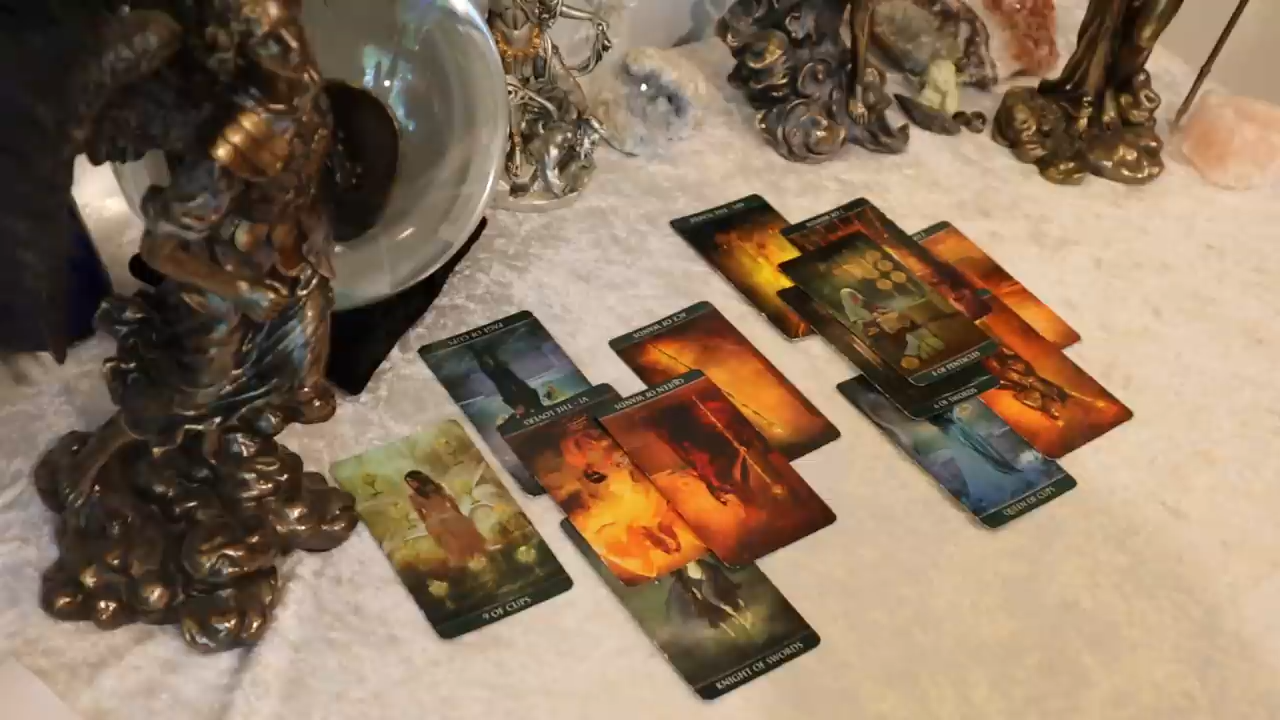 PAGE OF CUPS
ACE OF WANDS
VI - THE LOVERS
QUEEN OF WANDS
8 OF PENTACLES
9 OF CUPS
KNIGHT OF SWORDS
QUEEN OF CUPS